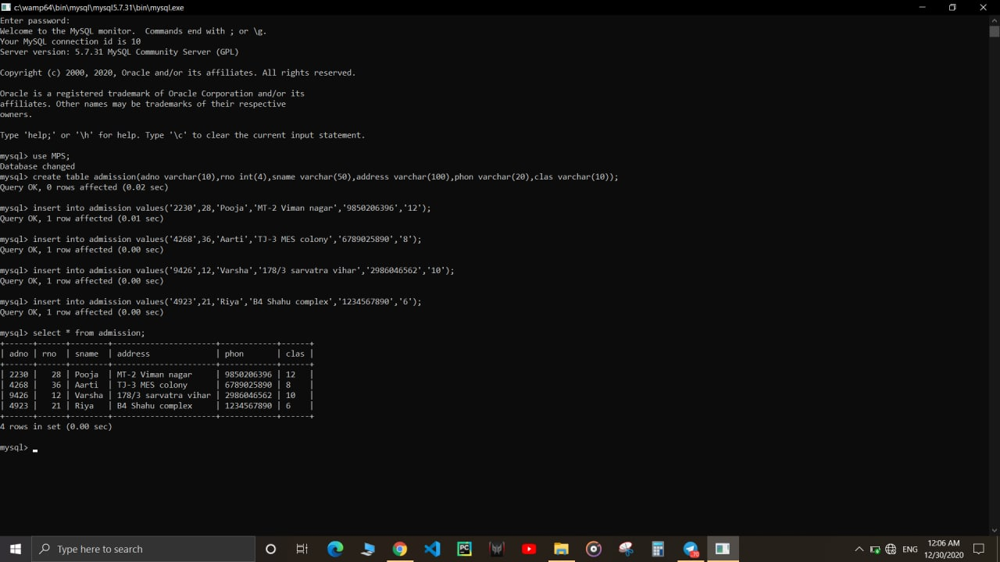 c:\wamp64\bin\mysql\mysql5.7.31\bin\mysql.exe
Enter password:
Welcome to the MySQL monitor.  Commands end with ; or \g.
Your MySQL connection id is 10
Server version: 5.7.31 MySQL Community Server (GPL)
Copyright (c) 2000, 2020, Oracle and/or its affiliates. All rights reserved.
Oracle is a registered trademark of Oracle Corporation and/or its
affiliates. Other names may be trademarks of their respective
owners.
Type 'help;' or '\h' for help. Type '\c' to clear the current input statement.
mysql> use MPS;
Database changed
mysql> create table admission(adno varchar(10),rno int(4),sname varchar(50),address varchar(100),phon varchar(20),clas varchar(10));
Query OK, 0 rows affected (0.02 sec)
mysql> insert into admission values('2230',28,'Pooja','MT-2 Viman nagar','9850206396','12');
Query OK, 1 row affected (0.01 sec)
mysql> insert into admission values('4268',36,'Aarti','TJ-3 MES colony','6789025890','8');
Query OK, 1 row affected (0.00 sec)
mysql> insert into admission values('9426',12,'Varsha','178/3 sarvatra vihar','2986046562','10');
Query OK, 1 row affected (0.00 sec)
mysql> insert into admission values('4923',21,'Riya','B4 Shahu complex','1234567890','6');
Query OK, 1 row affected (0.00 sec)
mysql> select * from admission;
+------+------+--------+----------------------+------------+------+
| adno | rno  | sname  | address              | phon       | clas |
+------+------+--------+----------------------+------------+------+
| 2230 |   28 | Pooja  | MT-2 Viman nagar     | 9850206396 | 12   |
| 4268 |   36 | Aarti  | TJ-3 MES colony      | 6789025890 | 8    |
| 9426 |   12 | Varsha | 178/3 sarvatra vihar | 2986046562 | 10   |
| 4923 |   21 | Riya   | B4 Shahu complex     | 1234567890 | 6    |
+------+------+--------+----------------------+------------+------+
4 rows in set (0.00 sec)
mysql>
Type here to search
PC
ENG
12:06 AM
12/30/2020